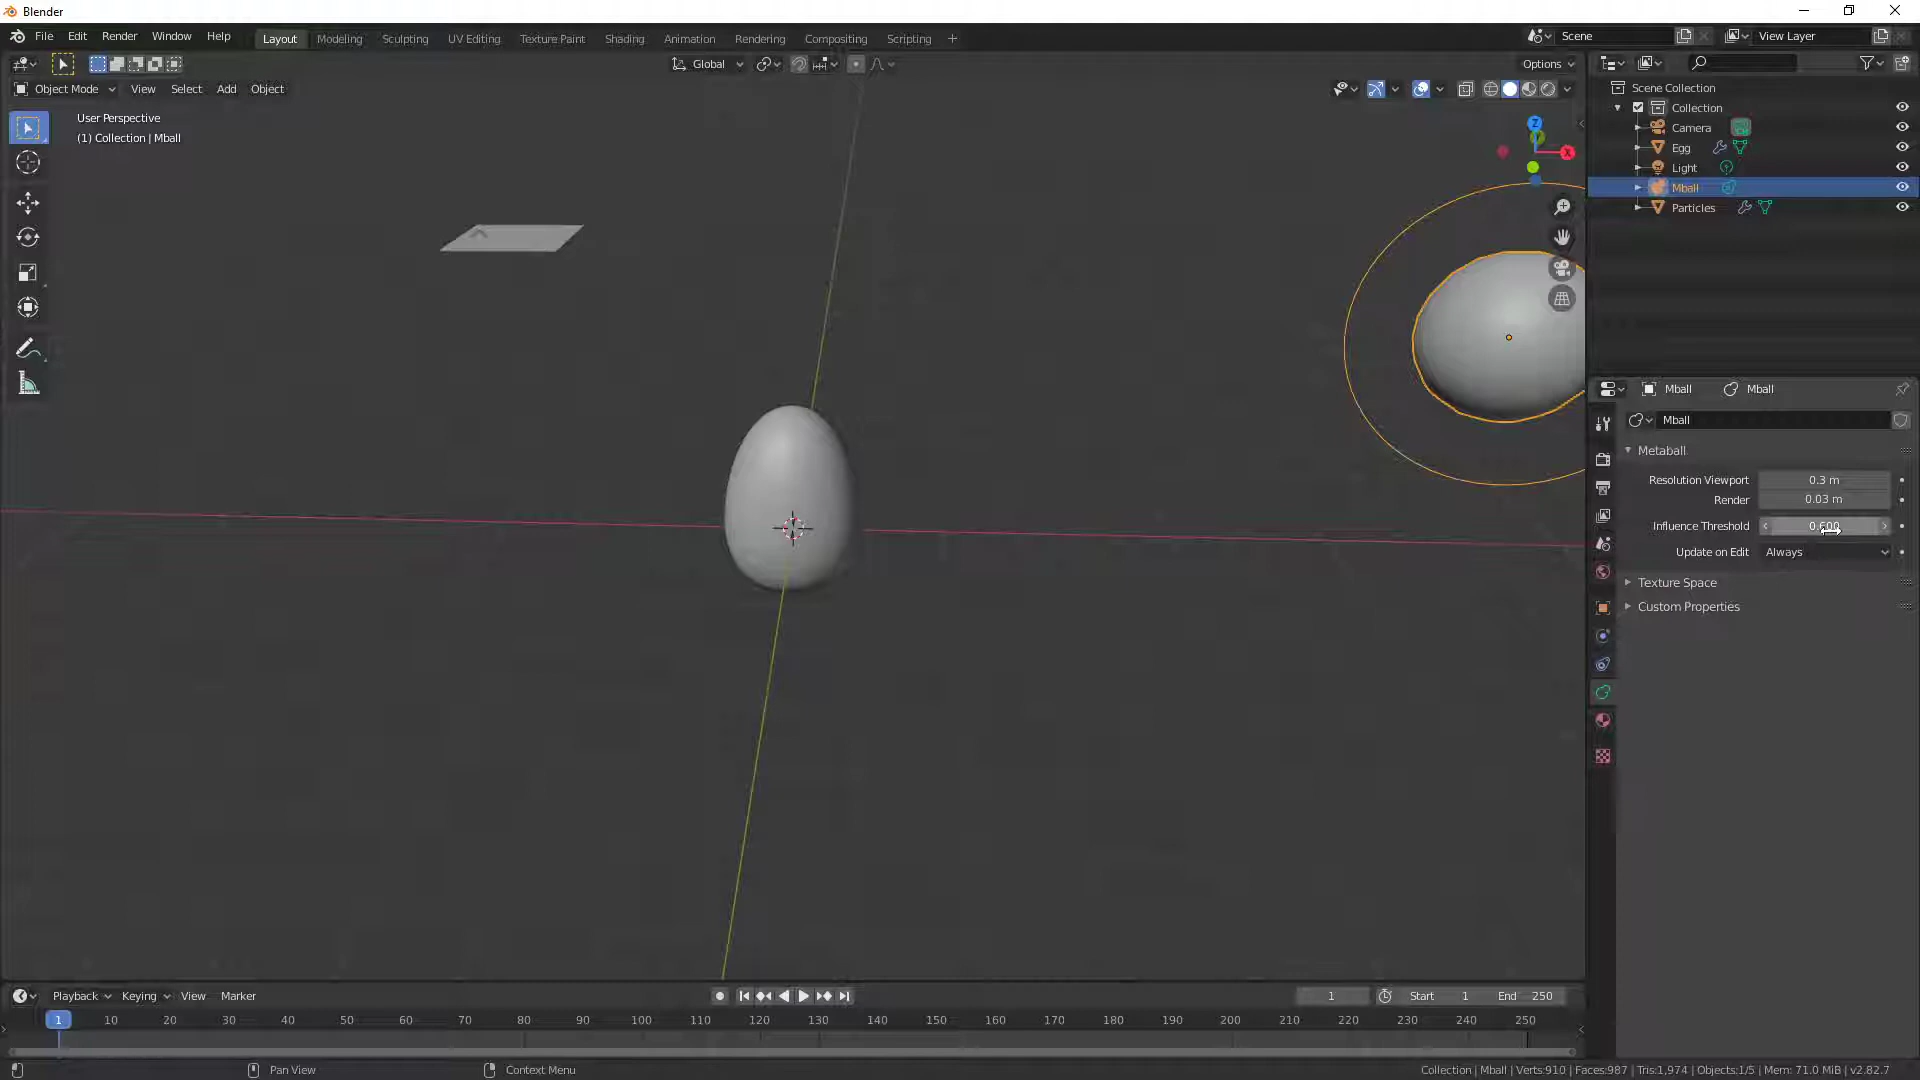 Blender
File Edit Render Window Help
Layout Modeling Sculpting UV Editing Texture Paint Shading Animation Rendering Compositing Scripting
Scene
View Layer
Global
Options
Object Mode View Select Add Object
User Perspective
(1) Collection | Mball
Z
X
Scene Collection
Collection
Camera
Egg
Light
Mball
Particles
Mball Mball
Mball
Metaball
Resolution Viewport 0.3 m
Render 0.03 m
Influence Threshold 0.600
Update on Edit Always
Texture Space
Custom Properties
Playback Keying View Marker
1
Start 1 End 250
1 10 20 30 40 50 60 70 80 90 100 110 120 130 140 150 160 170 180 190 200 210 220 230 240 250
Pan View
Context Menu
Collection | Mball | Verts:910 | Faces:987 | Tris:1,974 | Objects:1/5 | Mem: 71.0 MiB | v2.82.7